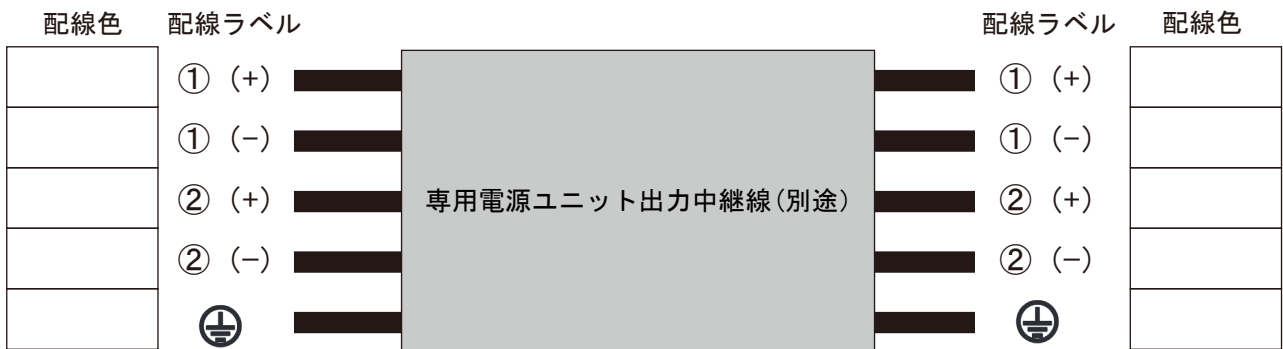 配線色 配線ラベル 配線ラベル 配線色
① (+) ① (+)
① (−) ① (−)
② (+) 専用電源ユニット出力中継線(別途) ② (+)
② (−) ② (−)